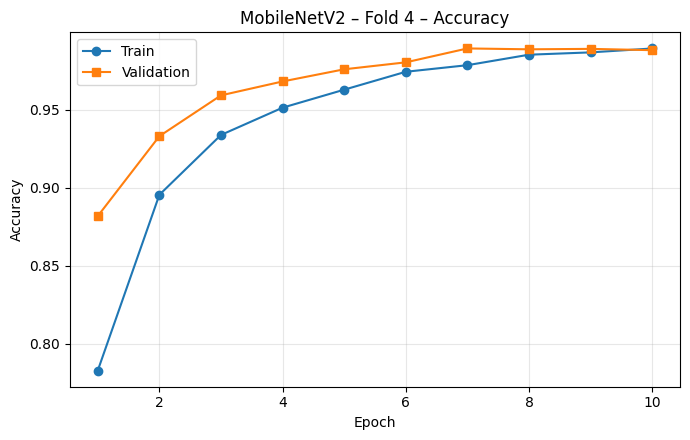 MobileNetV2 – Fold 4 – Accuracy
Train
Validation
Accuracy
0.95
0.90
0.85
0.80
2 4 6 8 10
Epoch